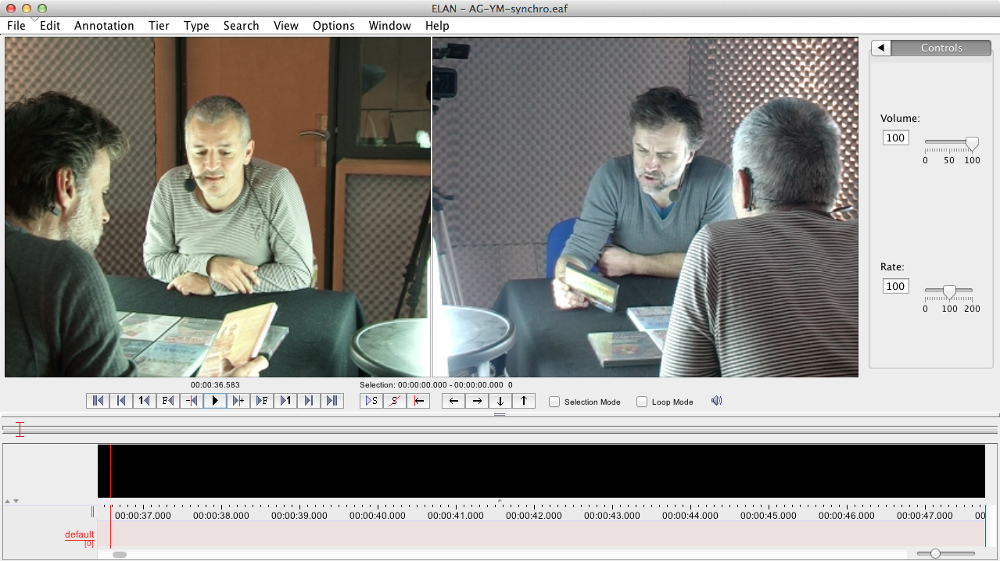 ELAN - AG-YM-synchro.eaf
File Edit Annotation Tier Type Search View Options Window Help
Controls
Volume:
100
0 50 100
Rate:
100
0 100 200
00:00:36.583
Selection: 00:00:00.000 - 00:00:00.000 0
1 F - + F 1 S S Selection Mode Loop Mode
00:00:37.000 00:00:38.000 00:00:39.000 00:00:40.000 00:00:41.000 00:00:42.000 00:00:43.000 00:00:44.000 00:00:45.000 00:00:46.000 00:00:47.000 00
default
[0]